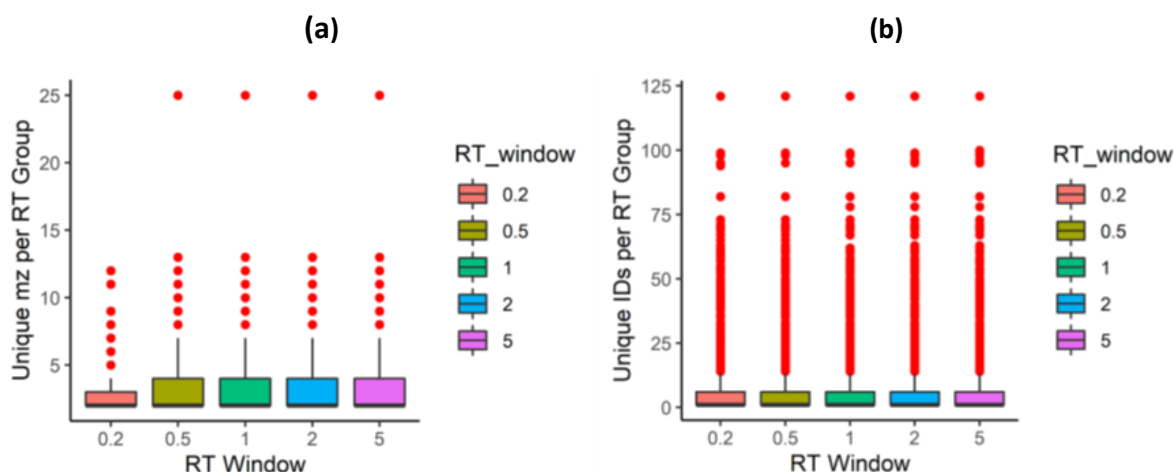 (a)
Unique mz per RT Group
25
20
15
10
5
0.2 0.5 1 2 5
RT Window
RT_window
0.2
0.5
1
2
5
(b)
Unique IDs per RT Group
125
100
75
50
25
0
0.2 0.5 1 2 5
RT Window
RT_window
0.2
0.5
1
2
5